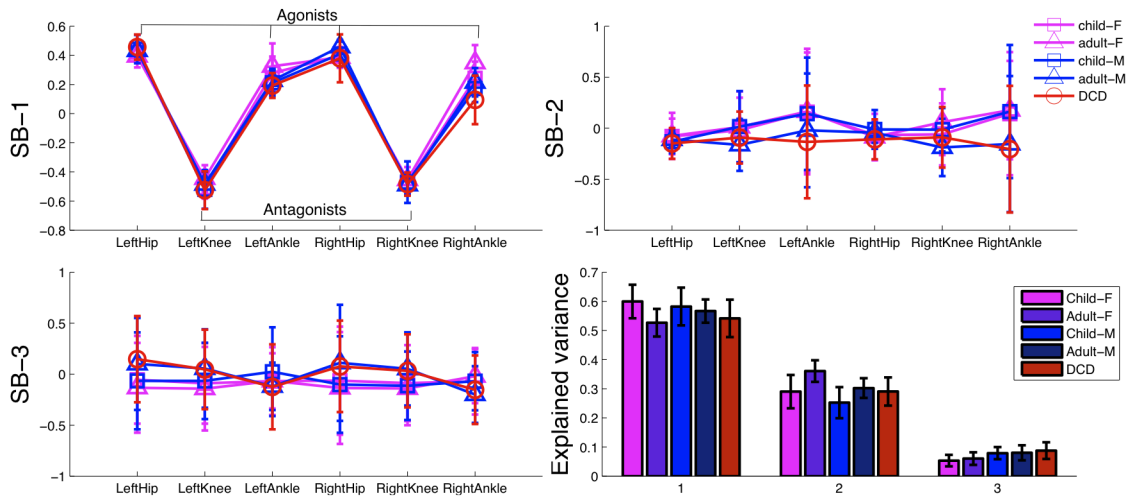 Agonists
0.6
0.4
0.2
0
−0.2
−0.4
−0.6
−0.8
SB−1
Antagonists
LeftHip LeftKnee LeftAnkle RightHip RightKnee RightAnkle
child−F
adult−F
child−M
adult−M
DCD
1
0.5
0
−0.5
−1
SB−2
LeftHip LeftKnee LeftAnkle RightHip RightKnee RightAnkle
1
0.5
0
−0.5
−1
SB−3
LeftHip LeftKnee LeftAnkle RightHip RightKnee RightAnkle
0.7
0.6
0.5
0.4
0.3
0.2
0.1
0
Explained variance
Child−F
Adult−F
Child−M
Adult−M
DCD
1 2 3